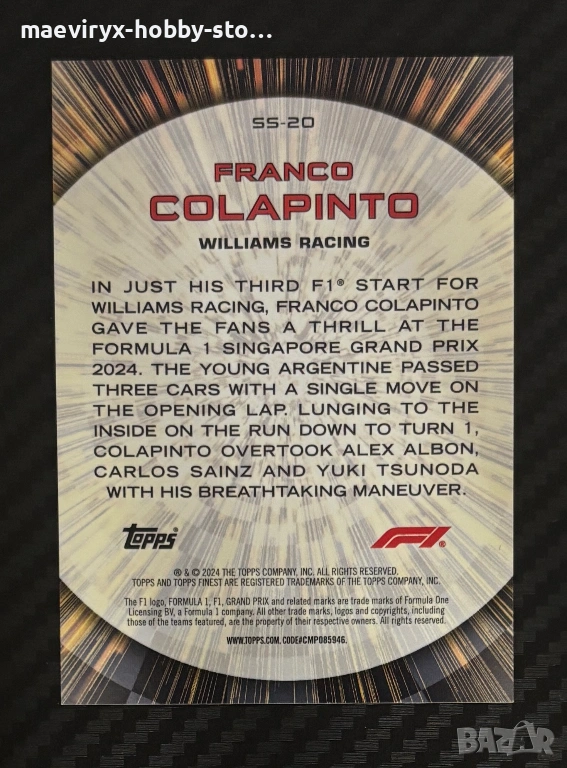 maeviryx-hobby-sto...
SS-20
FRANCO
COLAPINTO
WILLIAMS RACING
IN JUST HIS THIRD F1® START FOR
WILLIAMS RACING, FRANCO COLAPINTO
GAVE THE FANS A THRILL AT THE
FORMULA 1 SINGAPORE GRAND PRIX
2024. THE YOUNG ARGENTINE PASSED
THREE CARS WITH A SINGLE MOVE ON
THE OPENING LAP. LUNGING TO THE
INSIDE ON THE RUN DOWN TO TURN 1,
COLAPINTO OVERTOOK ALEX ALBON,
CARLOS SAINZ AND YUKI TSUNODA
WITH HIS BREATHTAKING MANEUVER.
TOPPS® F1®
® & © 2024 THE TOPPS COMPANY, INC. ALL RIGHTS RESERVED.
TOPPS AND TOPPS FINEST ARE REGISTERED TRADEMARKS OF THE TOPPS COMPANY, INC.
The F1 logo, FORMULA 1, F1, GRAND PRIX and related marks are trade marks of Formula One
Licensing BV, a Formula 1 company. All other trade marks, logos and copyrights, including
those of the teams featured, are the property of their respective owners. All rights reserved.
WWW.TOPPS.COM, CODE#CMP085946.
BAZAR